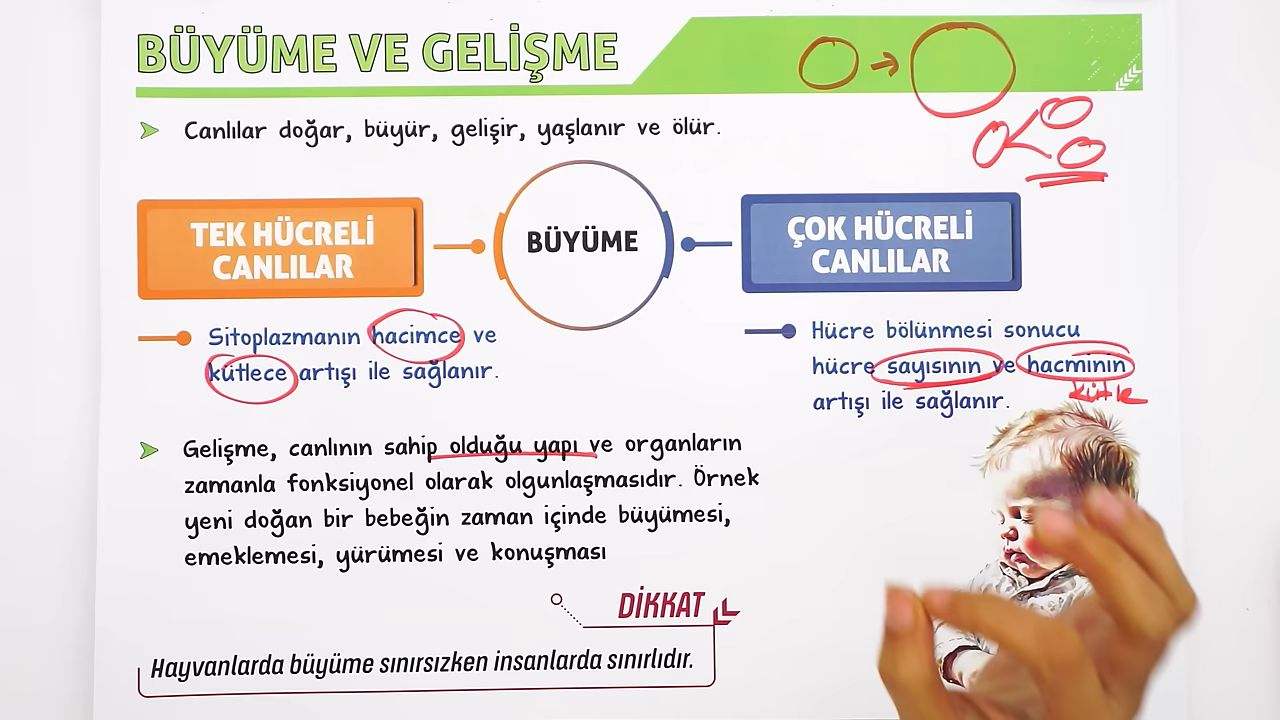 BÜYÜME VE GELİŞME
Canlılar doğar, büyür, gelişir, yaşlanır ve ölür.
TEK HÜCRELİ
CANLILAR
BÜYÜME
ÇOK HÜCRELİ
CANLILAR
Sitoplazmanın hacimce ve
kütlece artışı ile sağlanır.
Hücre bölünmesi sonucu
hücre sayısının ve hacminin
kütle
artışı ile sağlanır.
Gelişme, canlının sahip olduğu yapı ve organların
zamanla fonksiyonel olarak olgunlaşmasıdır. Örnek
yeni doğan bir bebeğin zaman içinde büyümesi,
emeklemesi, yürümesi ve konuşması
DİKKAT
Hayvanlarda büyüme sınırsızken insanlarda sınırlıdır.